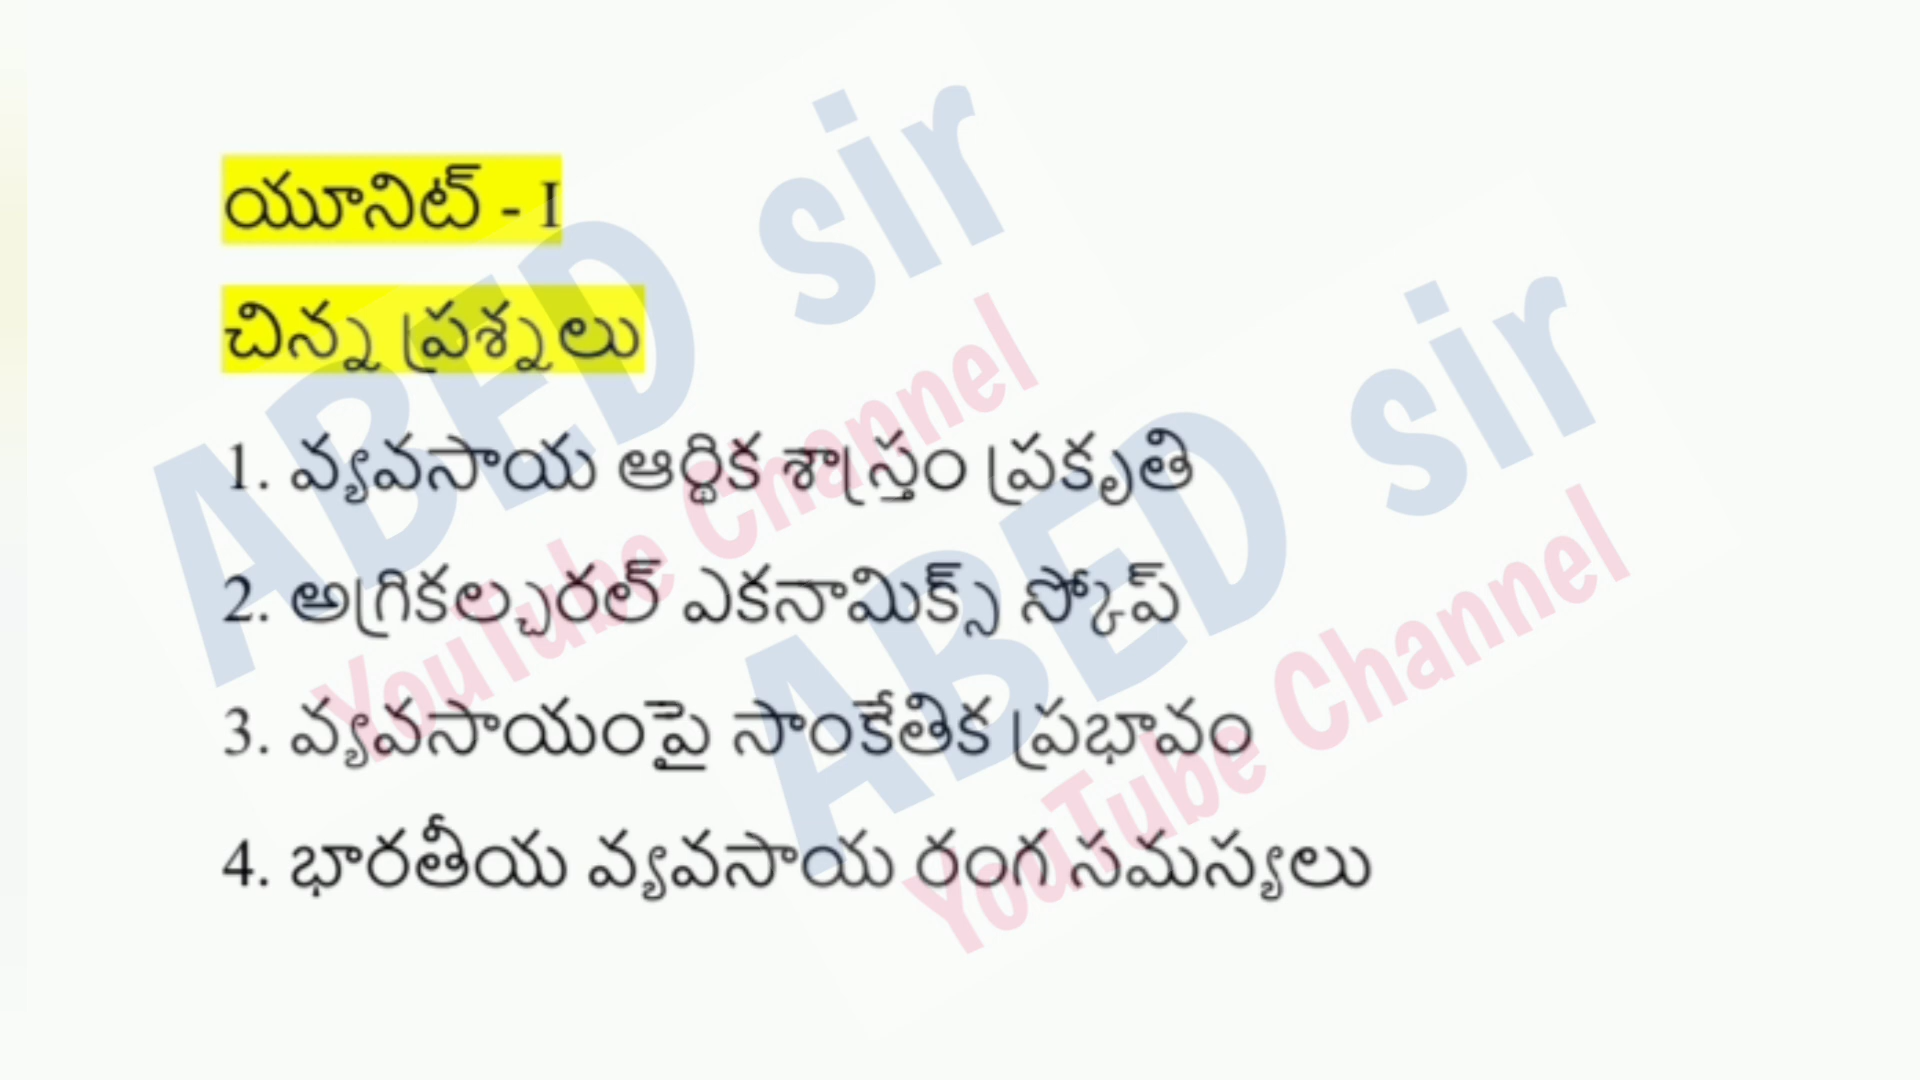 యూనిట్ - I
చిన్న ప్రశ్నలు
1. వ్యవసాయ ఆర్థిక శాస్త్రం ప్రకృతి
2. అగ్రికల్చరల్ ఎకనామిక్స్ స్కోప్
3. వ్యవసాయంపై సాంకేతిక ప్రభావం
4. భారతీయ వ్యవసాయ రంగ సమస్యలు
ABED sir
YouTube Channel
ABED sir
YouTube Channel